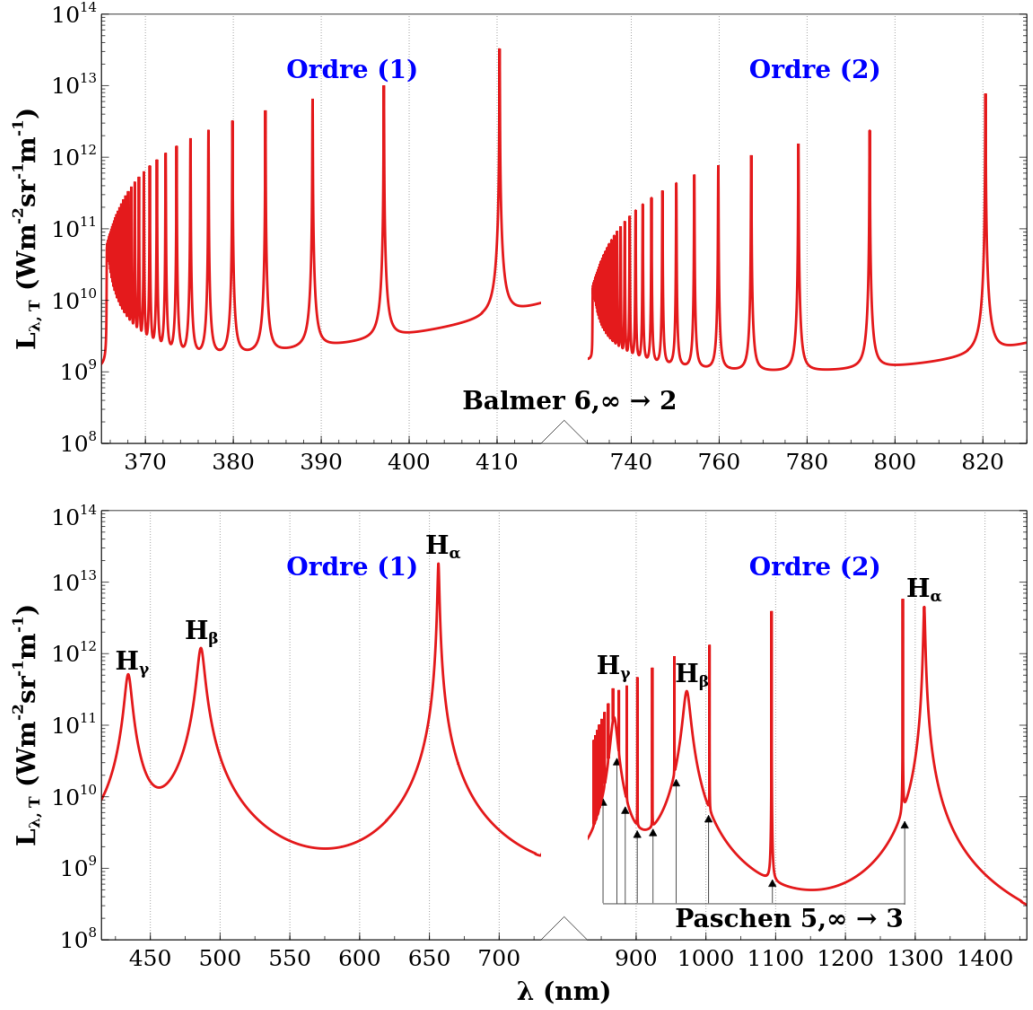 10^14
Ordre (1) Ordre (2)
10^13
10^12
10^11
10^10
10^9
10^8
L_λ, T (Wm^-2sr^-1m^-1)
Balmer 6,∞ → 2
370 380 390 400 410 740 760 780 800 820
10^14
Ordre (1) Ordre (2)
10^13
10^12
10^11
10^10
10^9
10^8
L_λ, T (Wm^-2sr^-1m^-1)
H_γ H_β H_α H_γ H_β H_α
Paschen 5,∞ → 3
450 500 550 600 650 700 900 1000 1100 1200 1300 1400
λ (nm)